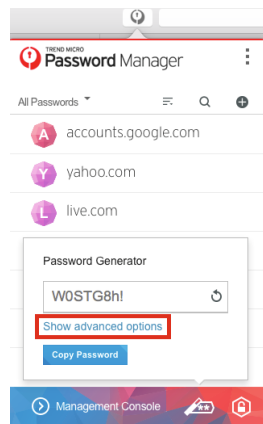 TREND MICRO
Password Manager
All Passwords
A accounts.google.com
Y yahoo.com
L live.com
Password Generator
W0STG8h!
Show advanced options
Copy Password
Management Console